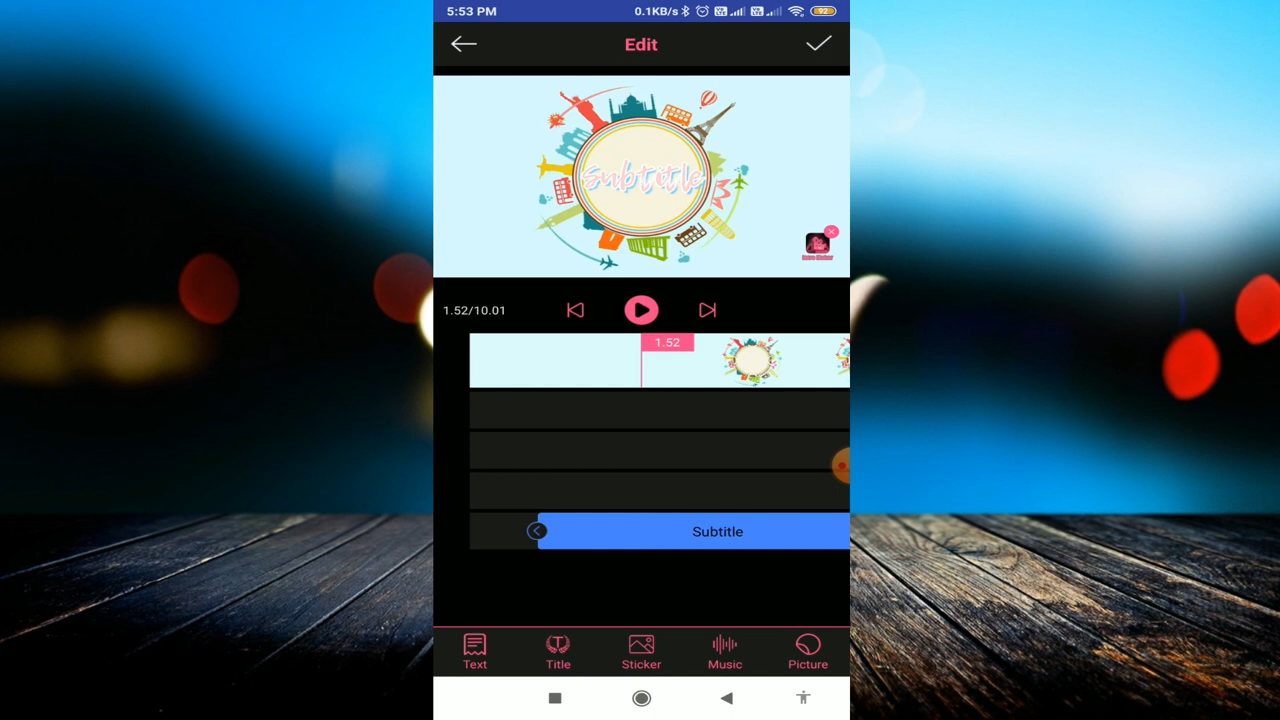 5:53 PM
0.1KB/s
92
Edit
Subtitle
1.52/10.01
1.52
Subtitle
Text
Title
Sticker
Music
Picture